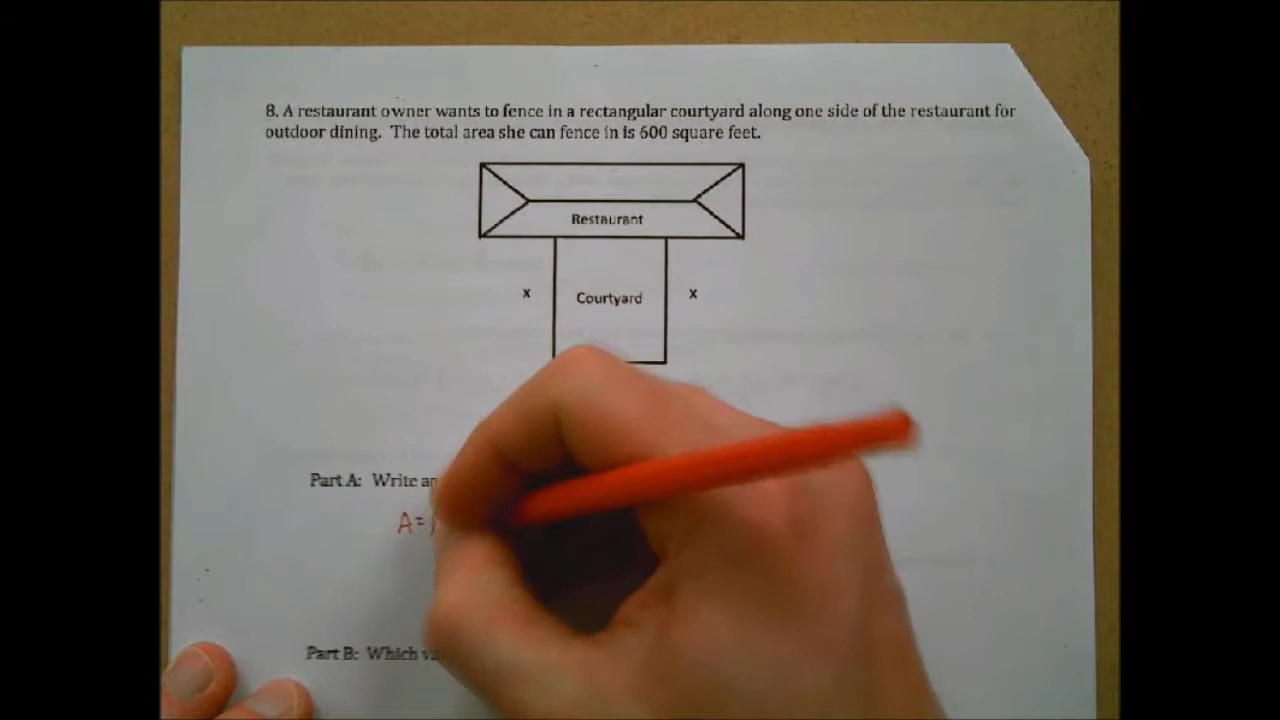 8. A restaurant owner wants to fence in a rectangular courtyard along one side of the restaurant for
outdoor dining. The total area she can fence in is 600 square feet.
Restaurant
x Courtyard x
Part A: Write an
A=
Part B: Which